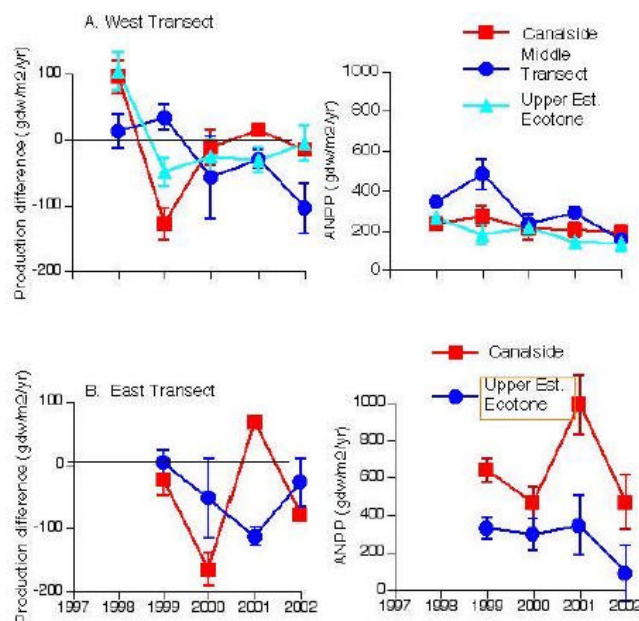 A. West Transect
Canalside
Middle
Transect
Upper Est.
Ecotone
Production difference (gdw/m2/yr)
100
0
-100
-200
ANPP (gdw/m2/yr)
1000
800
600
400
200
0
B. East Transect
Canalside
Upper Est.
Ecotone
Production difference (gdw/m2/yr)
100
0
-100
-200
1997 1998 1999 2000 2001 2002
ANPP (gdw/m2/yr)
1000
800
600
400
200
0
1997 1998 1999 2000 2001 2002